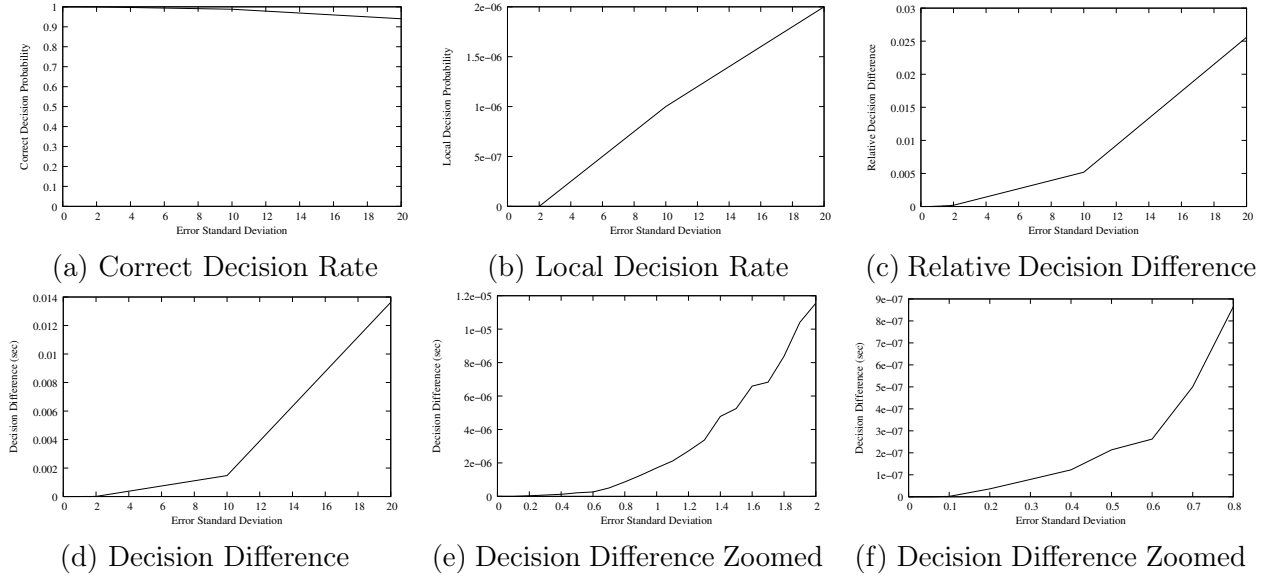 Correct Decision Probability
1
0.9
0.8
0.7
0.6
0.5
0.4
0.3
0.2
0.1
0
0 2 4 6 8 10 12 14 16 18 20
Error Standard Deviation
(a) Correct Decision Rate
Local Decision Probability
2e-06
1.5e-06
1e-06
5e-07
0
0 2 4 6 8 10 12 14 16 18 20
Error Standard Deviation
(b) Local Decision Rate
Relative Decision Difference
0.03
0.025
0.02
0.015
0.01
0.005
0
0 2 4 6 8 10 12 14 16 18 20
Error Standard Deviation
(c) Relative Decision Difference
Decision Difference (sec)
0.014
0.012
0.01
0.008
0.006
0.004
0.002
0
0 2 4 6 8 10 12 14 16 18 20
Error Standard Deviation
(d) Decision Difference
Decision Difference (sec)
1.2e-05
1e-05
8e-06
6e-06
4e-06
2e-06
0
0 0.2 0.4 0.6 0.8 1 1.2 1.4 1.6 1.8 2
Error Standard Deviation
(e) Decision Difference Zoomed
Decision Difference (sec)
9e-07
8e-07
7e-07
6e-07
5e-07
4e-07
3e-07
2e-07
1e-07
0
0 0.1 0.2 0.3 0.4 0.5 0.6 0.7 0.8
Error Standard Deviation
(f) Decision Difference Zoomed